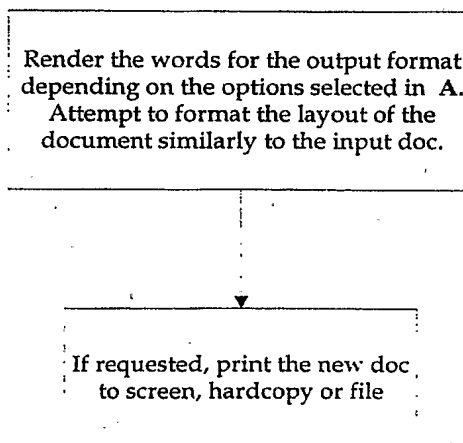 Render the words for the output format
depending on the options selected in A.
Attempt to format the layout of the
document similarly to the input doc.
If requested, print the new doc
to screen, hardcopy or file